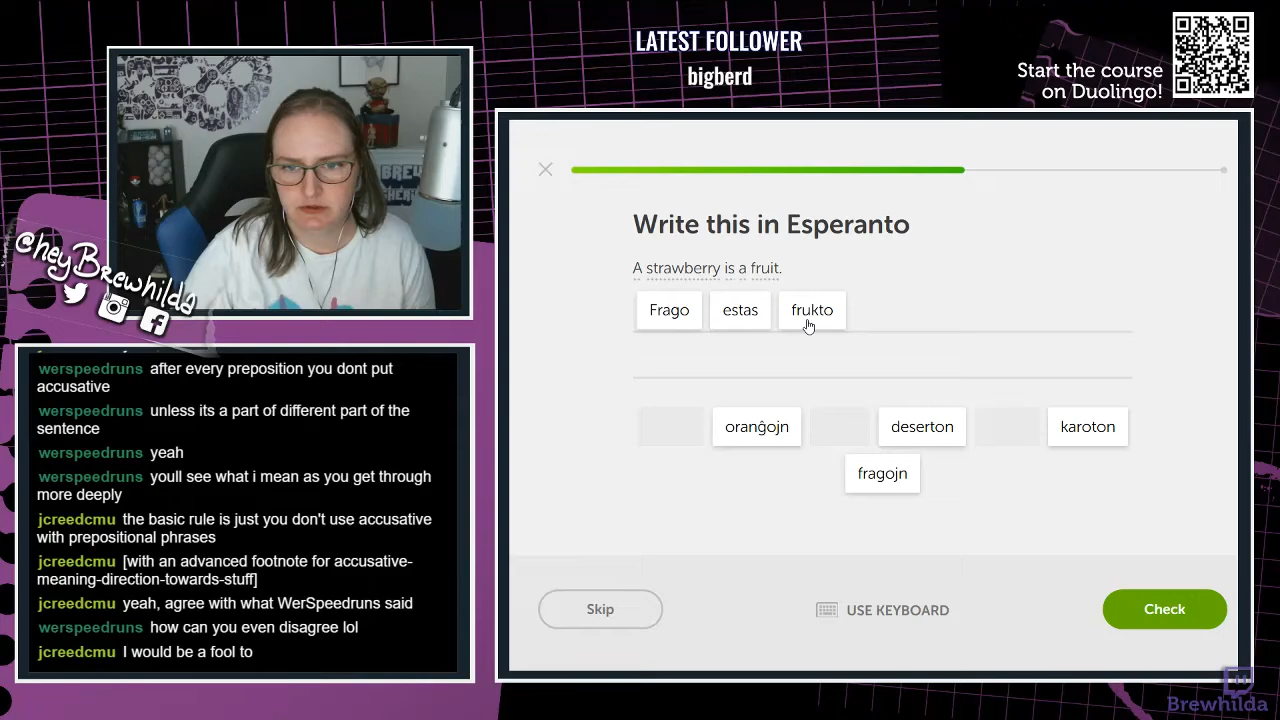 LATEST FOLLOWER
bigberd
Start the course
on Duolingo!
@heyBrewhilda
werspeedruns after every preposition you dont put
accusative
werspeedruns unless its a part of different part of the
sentence
werspeedruns yeah
werspeedruns youll see what i mean as you get through
more deeply
jcreedcmu the basic rule is just you don't use accusative
with prepositional phrases
jcreedcmu [with an advanced footnote for accusative-
meaning-direction-towards-stuff]
jcreedcmu yeah, agree with what WerSpeedruns said
werspeedruns how can you even disagree lol
jcreedcmu I would be a fool to
Write this in Esperanto
A strawberry is a fruit.
Frago estas frukto
oranĝojn deserton karoton
fragojn
Skip
USE KEYBOARD
Check
Brewhilda